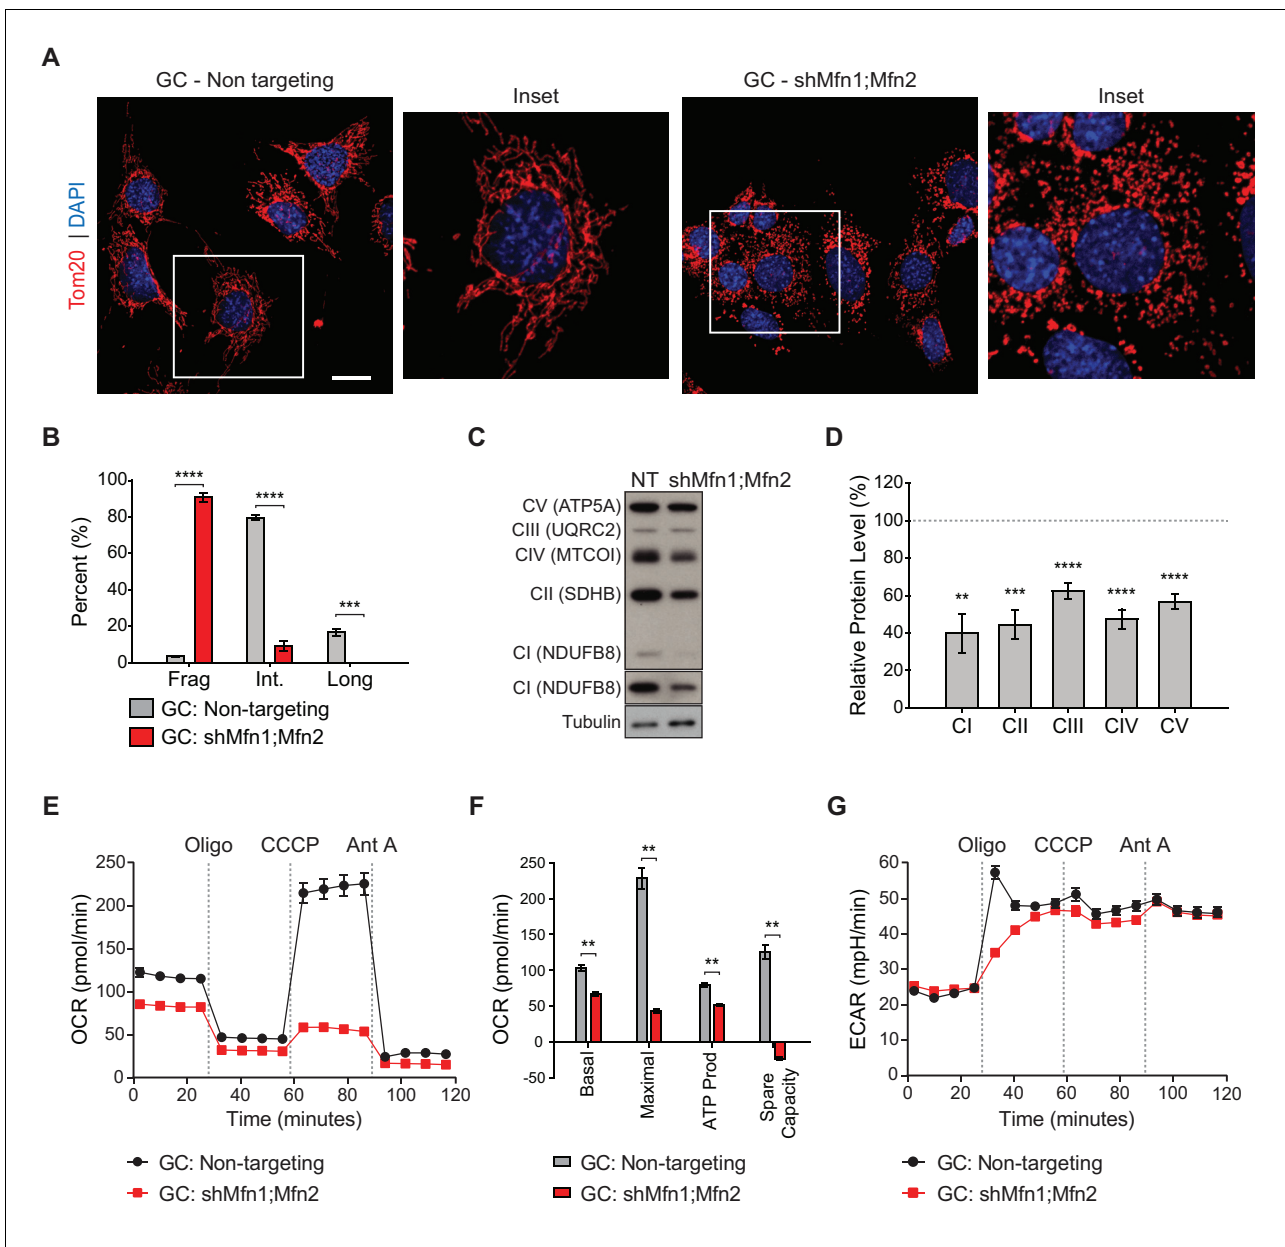 A
GC - Non targeting
Inset
GC - shMfn1;Mfn2
Inset
Tom20 | DAPI
B
Percent (%)
100
80
60
40
20
0
****
****
***
Frag
Int.
Long
GC: Non-targeting
GC: shMfn1;Mfn2
C
NT shMfn1;Mfn2
CV (ATP5A)
CIII (UQRC2)
CIV (MTCOI)
CII (SDHB)
CI (NDUFB8)
CI (NDUFB8)
Tubulin
D
Relative Protein Level (%)
120
100
80
60
40
20
0
**
***
****
****
****
CI
CII
CIII
CIV
CV
E
Oligo
CCCP
Ant A
OCR (pmol/min)
250
200
150
100
50
0
0
20
40
60
80
100
120
Time (minutes)
GC: Non-targeting
GC: shMfn1;Mfn2
F
OCR (pmol/min)
250
200
150
100
50
0
-50
**
**
**
**
Basal
Maximal
ATP Prod
Spare
Capacity
GC: Non-targeting
GC: shMfn1;Mfn2
G
Oligo
CCCP
Ant A
ECAR (mpH/min)
60
50
40
30
20
10
0
0
20
40
60
80
100
120
Time (minutes)
GC: Non-targeting
GC: shMfn1;Mfn2